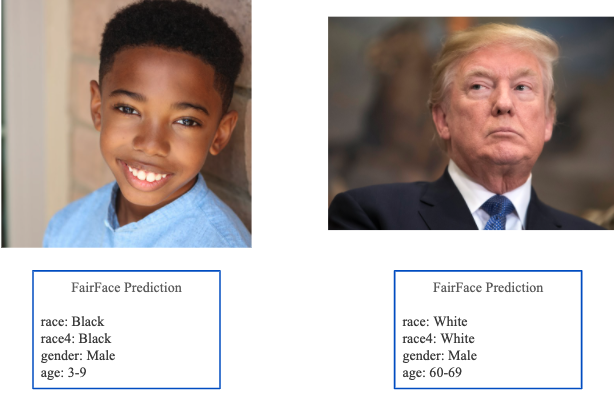 FairFace Prediction
race: Black
race4: Black
gender: Male
age: 3-9
FairFace Prediction
race: White
race4: White
gender: Male
age: 60-69